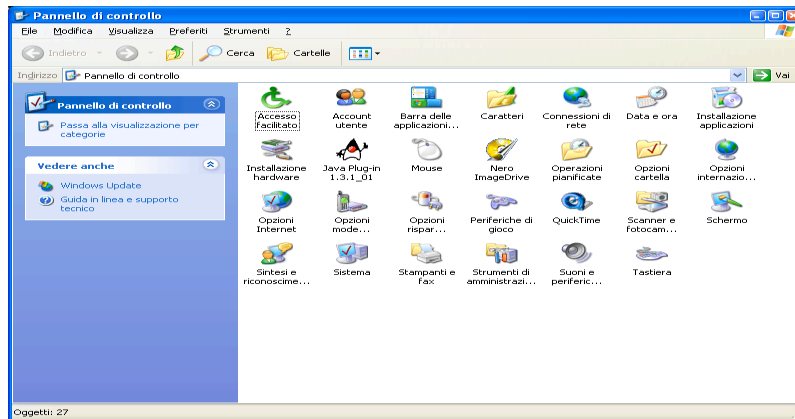 Pannello di controllo
File Modifica Visualizza Preferiti Strumenti ?
Indietro Cerca Cartelle
Indirizzo Pannello di controllo Vai
Pannello di controllo
Passa alla visualizzazione per
categorie
Vedere anche
Windows Update
Guida in linea e supporto
tecnico
Accesso
facilitato
Account
utente
Barra delle
applicazioni...
Caratteri
Connessioni di
rete
Data e ora
Installazione
applicazioni
Installazione
hardware
Java Plug-in
1.3.1_01
Mouse
Nero
ImageDrive
Operazioni
pianificate
Opzioni
cartella
Opzioni
internazio...
Opzioni
Internet
Opzioni
mode...
Opzioni
rispar...
Periferiche di
gioco
QuickTime
Scanner e
fotocam...
Schermo
Sintesi e
riconoscime...
Sistema
Stampanti e
fax
Strumenti di
amministrazi...
Suoni e
periferic...
Tastiera
Oggetti: 27